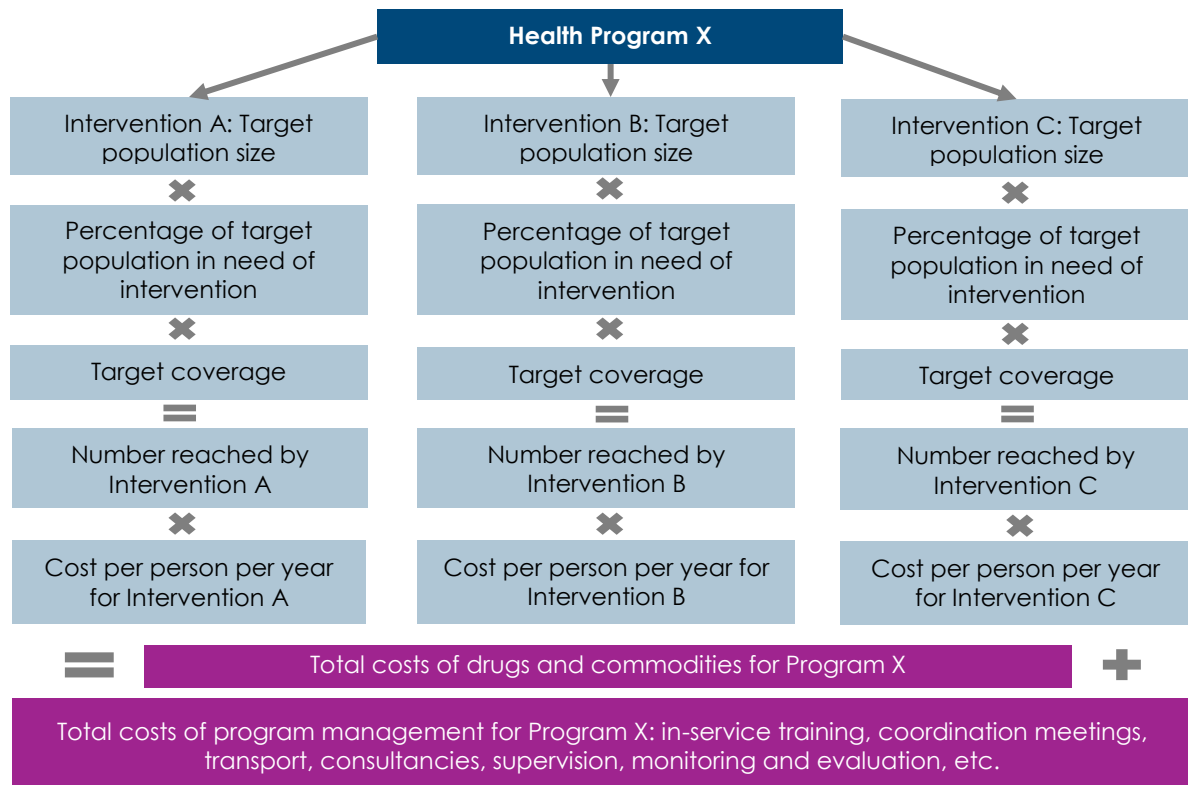 Health Program X
Intervention A: Target
population size
Intervention B: Target
population size
Intervention C: Target
population size
Percentage of target
population in need of
intervention
Percentage of target
population in need of
intervention
Percentage of target
population in need of
intervention
Target coverage
Target coverage
Target coverage
Number reached by
Intervention A
Number reached by
Intervention B
Number reached by
Intervention C
Cost per person per year
for Intervention A
Cost per person per year for
Intervention B
Cost per person per year
for Intervention C
Total costs of drugs and commodities for Program X
Total costs of program management for Program X: in-service training, coordination meetings,
transport, consultancies, supervision, monitoring and evaluation, etc.